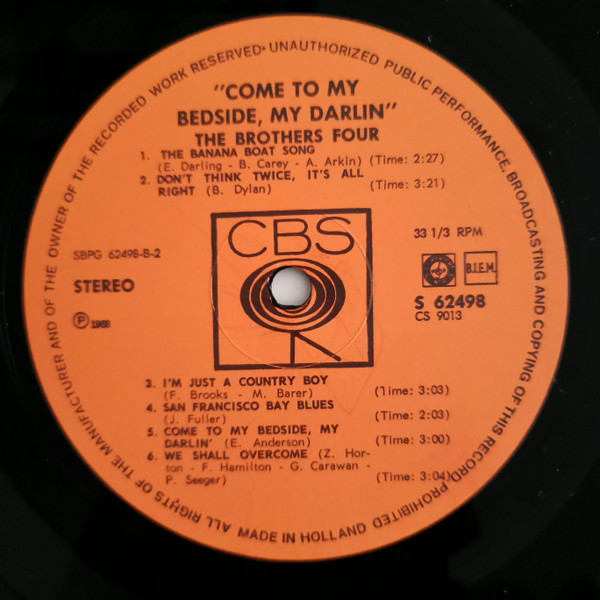 ALL RIGHTS OF THE MANUFACTURER AND OF THE OWNER OF THE RECORDED WORK RESERVED • UNAUTHORIZED PUBLIC PERFORMANCE, BROADCASTING AND COPYING OF THIS RECORD PROHIBITED
"COME TO MY
BEDSIDE, MY DARLIN"
THE BROTHERS FOUR
1. THE BANANA BOAT SONG
(E. Darling - B. Carey - A. Arkin) (Time: 2:27)
2. DON'T THINK TWICE, IT'S ALL
RIGHT (B. Dylan) (Time: 3:21)
CBS
SBPG 62498-B-2
STEREO
℗ 1968
33 1/3 RPM
B.I.E.M.
S 62498
CS 9013
3. I'M JUST A COUNTRY BOY
(F. Brooks - M. Barer) (Time: 3:03)
4. SAN FRANCISCO BAY BLUES
(J. Fuller) (Time: 2:03)
5. COME TO MY BEDSIDE, MY
DARLIN' (E. Anderson) (Time: 3:00)
6. WE SHALL OVERCOME (Z. Hor-
ton - F. Hamilton - G. Carawan -
P. Seeger) (Time: 3:04)
MADE IN HOLLAND